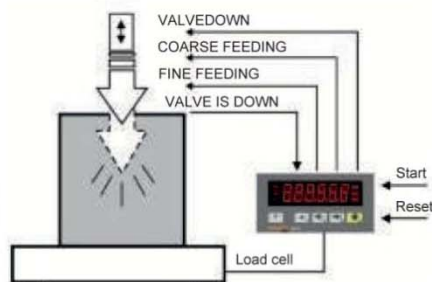 VALVEDOWN
COARSE FEEDING
FINE FEEDING
VALVE IS DOWN
Start
Reset
Load cell